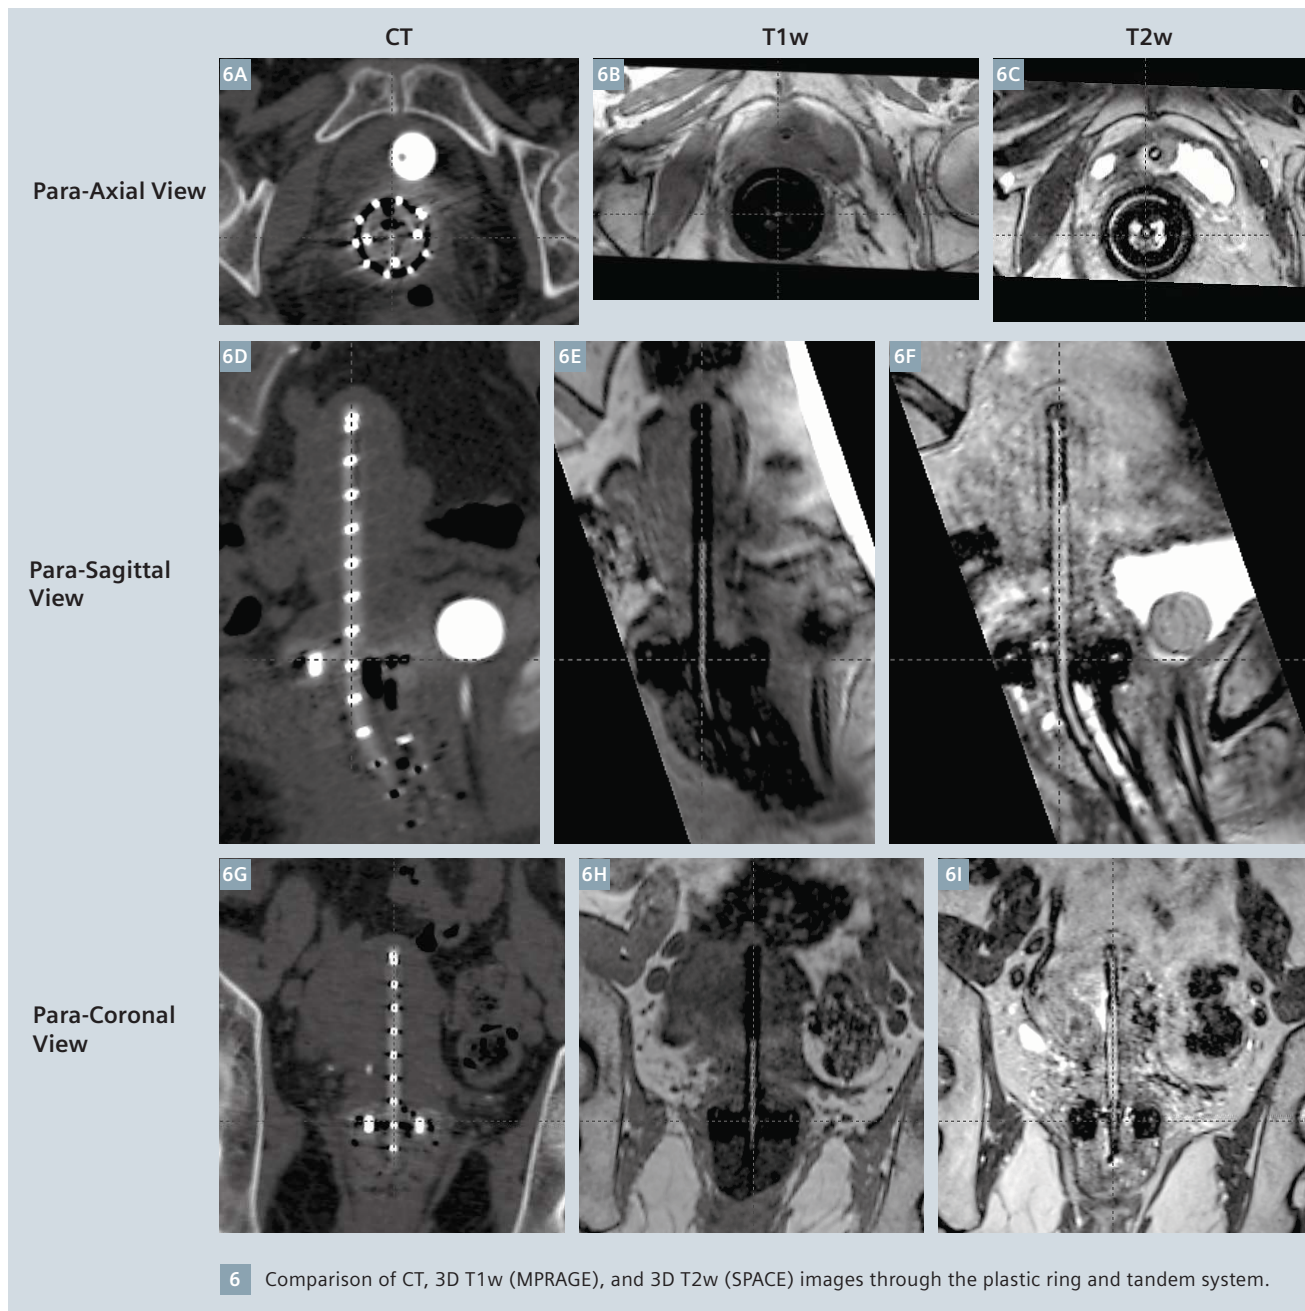 CT
T1w
T2w
Para-Axial View
6A
6B
6C
Para-Sagittal
View
6D
6E
6F
Para-Coronal
View
6G
6H
6I
6 Comparison of CT, 3D T1w (MPRAGE), and 3D T2w (SPACE) images through the plastic ring and tandem system.